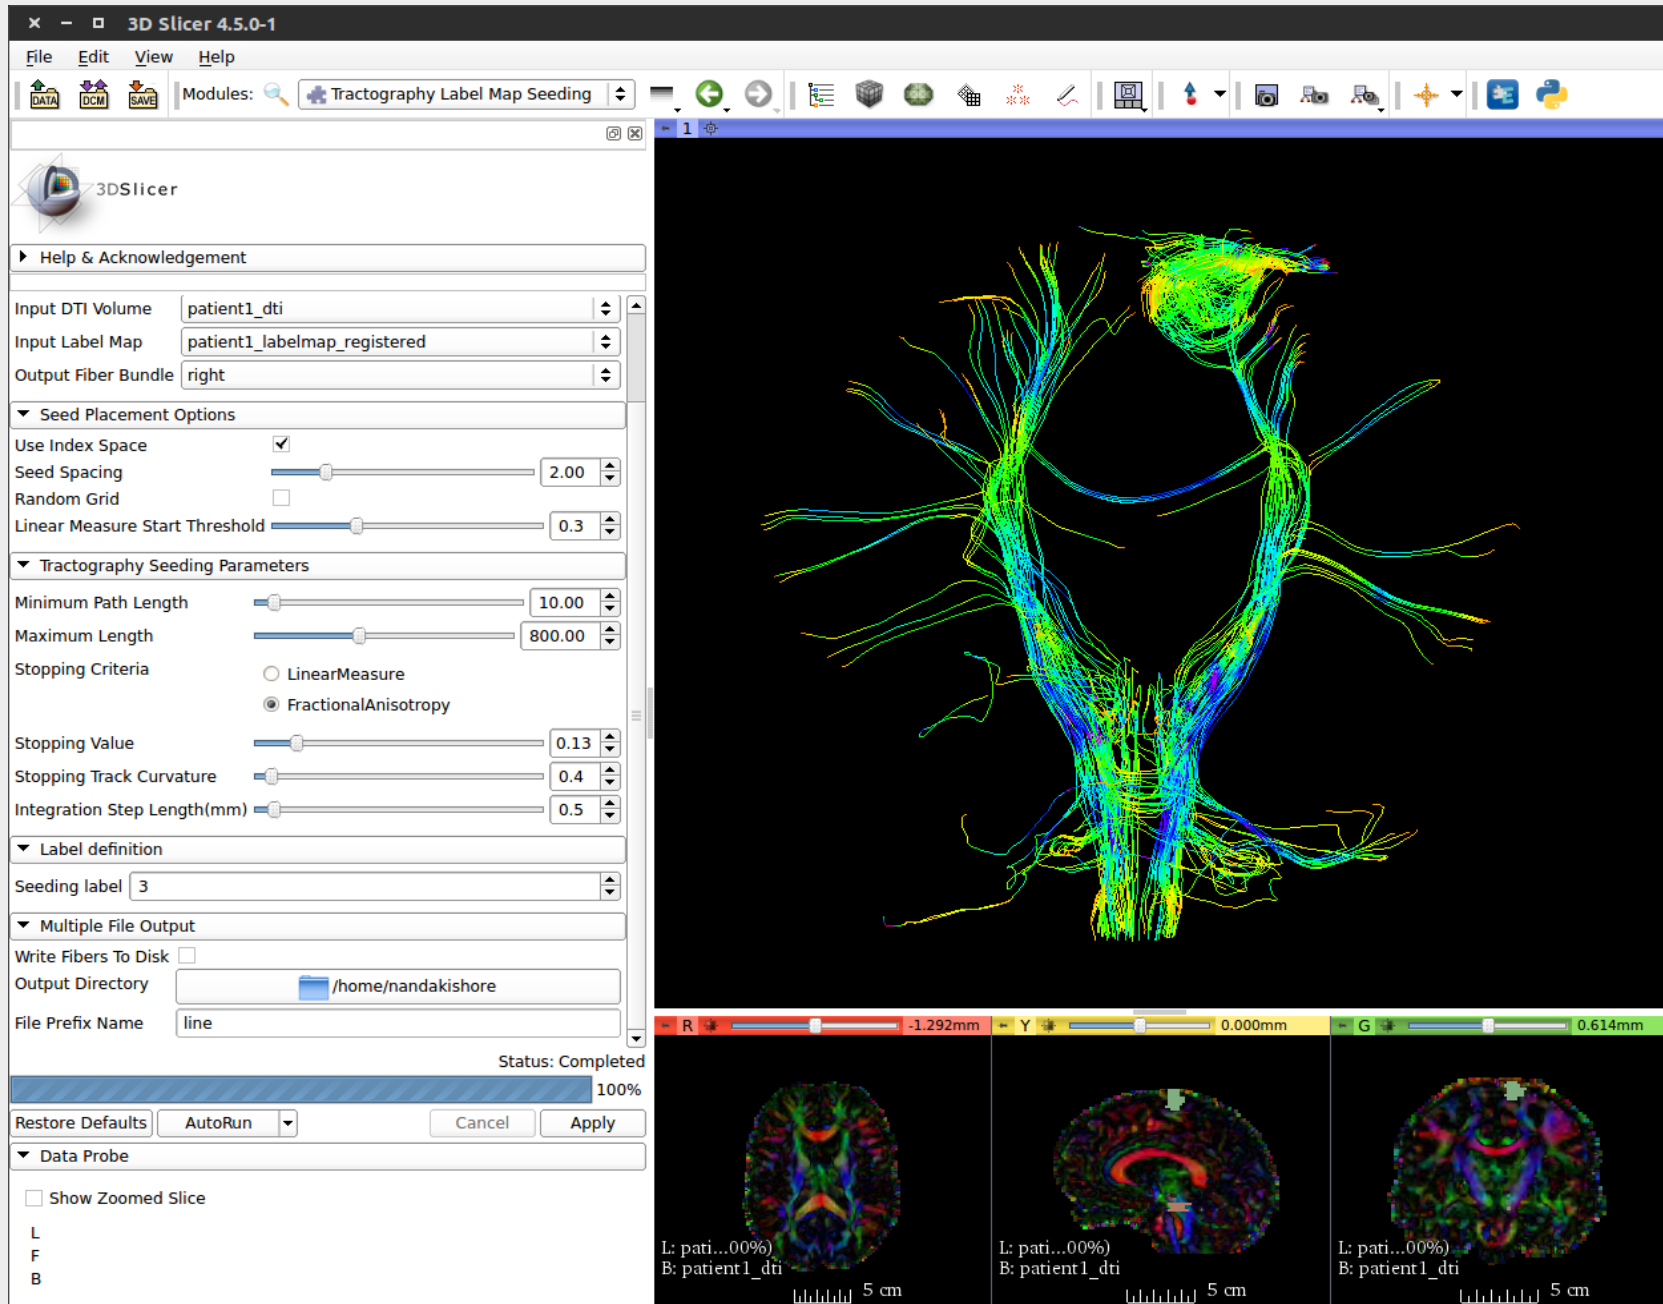 3D Slicer 4.5.0-1
File Edit View Help
DATA DCM SAVE Modules: Tractography Label Map Seeding
1
3DSlicer
Help & Acknowledgement
Input DTI Volume patient1_dti
Input Label Map patient1_labelmap_registered
Output Fiber Bundle right
Seed Placement Options
Use Index Space
Seed Spacing 2.00
Random Grid
Linear Measure Start Threshold 0.3
Tractography Seeding Parameters
Minimum Path Length 10.00
Maximum Length 800.00
Stopping Criteria LinearMeasure
FractionalAnisotropy
Stopping Value 0.13
Stopping Track Curvature 0.4
Integration Step Length(mm) 0.5
Label definition
Seeding label 3
Multiple File Output
Write Fibers To Disk
Output Directory /home/nandakishore
File Prefix Name line
Status: Completed
100%
Restore Defaults AutoRun Cancel Apply
Data Probe
Show Zoomed Slice
L
F
B
R -1.292mm Y 0.000mm G 0.614mm
L: pati...00%) L: pati...00%) L: pati...00%)
B: patient1_dti B: patient1_dti B: patient1_dti
5 cm 5 cm 5 cm